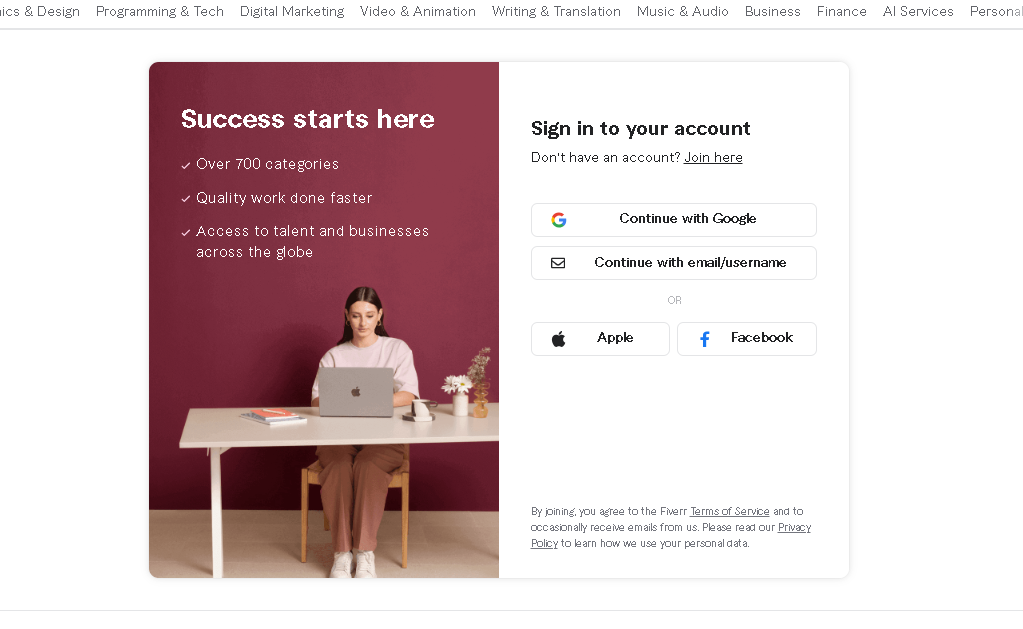 & Design Programming & Tech Digital Marketing Video & Animation Writing & Translation Music & Audio Business Finance AI Services Personal
Success starts here
Over 700 categories
Quality work done faster
Access to talent and businesses
across the globe
Sign in to your account
Don't have an account? Join here
Continue with Google
Continue with email/username
OR
Apple Facebook
By joining, you agree to the Fiverr Terms of Service and to
occasionally receive emails from us. Please read our Privacy
Policy to learn how we use your personal data.